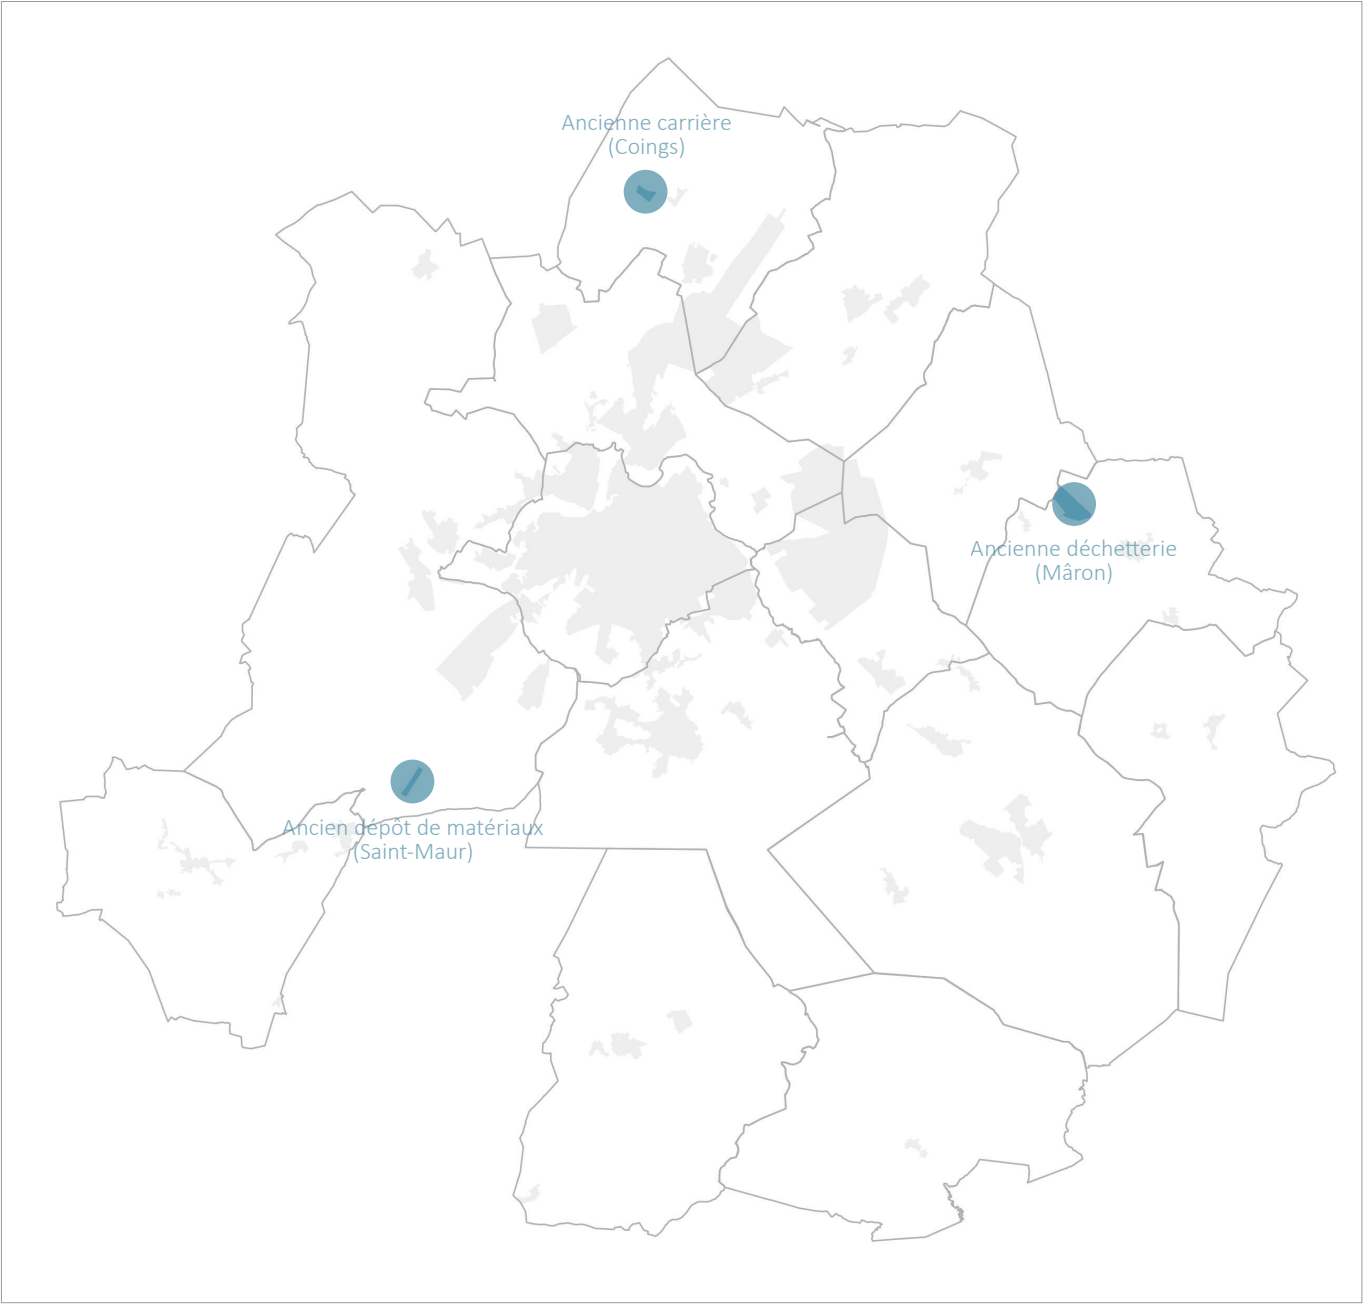 Ancienne carrière
(Coings)
Ancienne déchetterie
(Mâron)
Ancien dépôt de matériaux
(Saint-Maur)